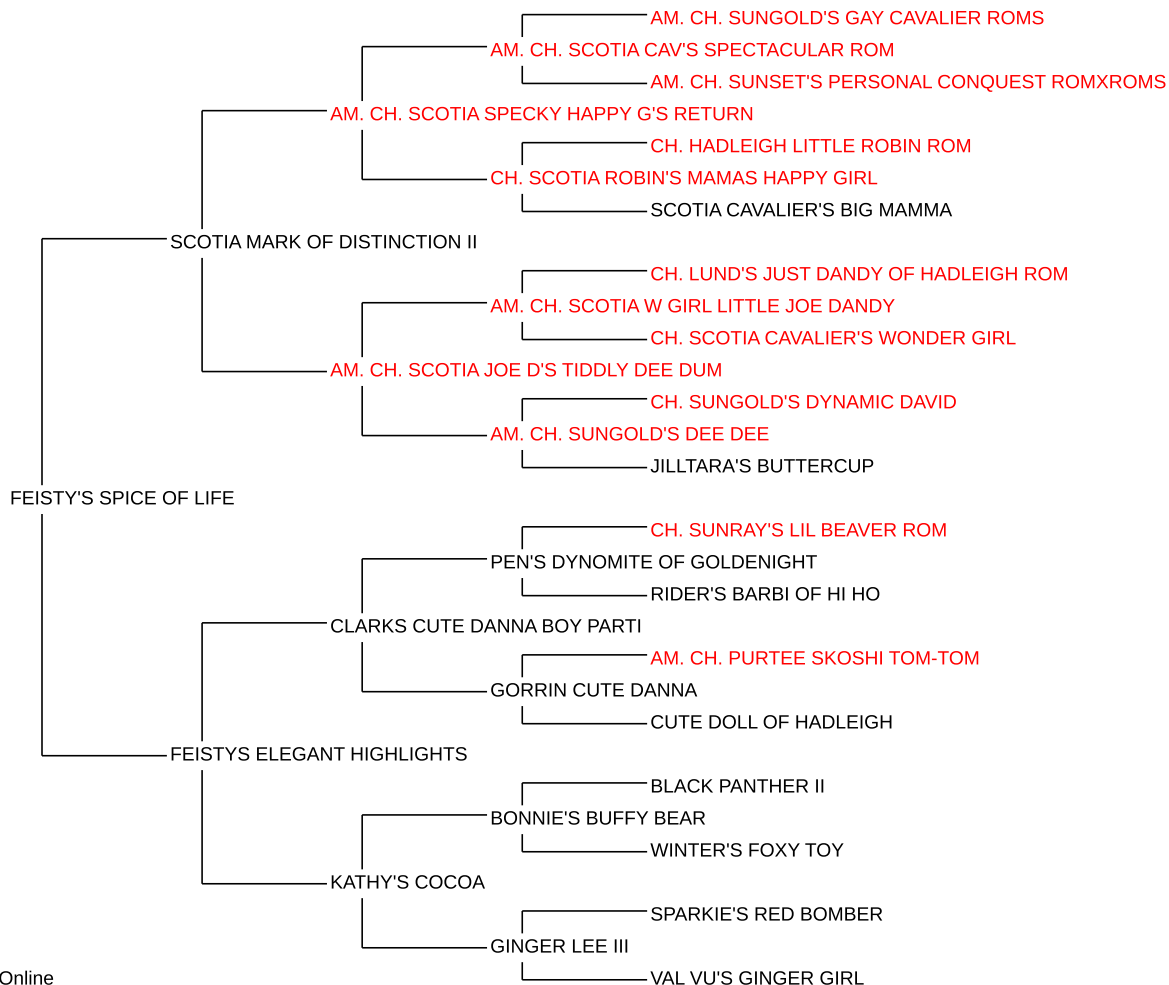 AM. CH. SUNGOLD'S GAY CAVALIER ROMS
AM. CH. SCOTIA CAV'S SPECTACULAR ROM
AM. CH. SUNSET'S PERSONAL CONQUEST ROMXROMS
AM. CH. SCOTIA SPECKY HAPPY G'S RETURN
CH. HADLEIGH LITTLE ROBIN ROM
CH. SCOTIA ROBIN'S MAMAS HAPPY GIRL
SCOTIA CAVALIER'S BIG MAMMA
SCOTIA MARK OF DISTINCTION II
CH. LUND'S JUST DANDY OF HADLEIGH ROM
AM. CH. SCOTIA W GIRL LITTLE JOE DANDY
CH. SCOTIA CAVALIER'S WONDER GIRL
AM. CH. SCOTIA JOE D'S TIDDLY DEE DUM
CH. SUNGOLD'S DYNAMIC DAVID
AM. CH. SUNGOLD'S DEE DEE
JILLTARA'S BUTTERCUP
FEISTY'S SPICE OF LIFE
CH. SUNRAY'S LIL BEAVER ROM
PEN'S DYNOMITE OF GOLDENIGHT
RIDER'S BARBI OF HI HO
CLARKS CUTE DANNA BOY PARTI
AM. CH. PURTEE SKOSHI TOM-TOM
GORRIN CUTE DANNA
CUTE DOLL OF HADLEIGH
FEISTYS ELEGANT HIGHLIGHTS
BLACK PANTHER II
BONNIE'S BUFFY BEAR
WINTER'S FOXY TOY
KATHY'S COCOA
SPARKIE'S RED BOMBER
GINGER LEE III
VAL VU'S GINGER GIRL
Online